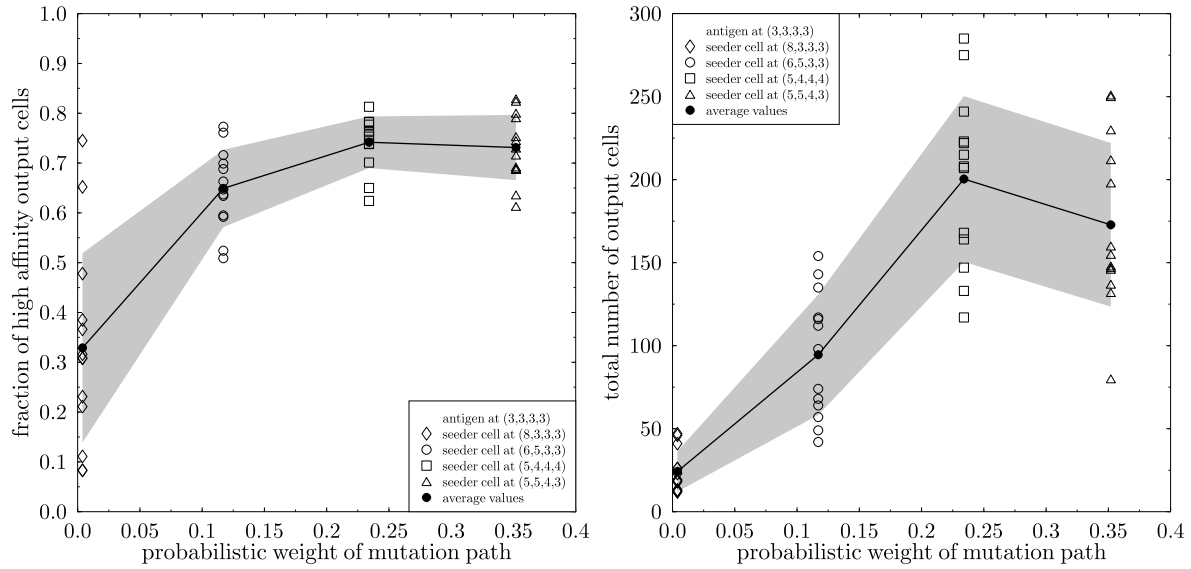 1.0
0.9
0.8
0.7
0.6
0.5
0.4
0.3
0.2
0.1
0.0
fraction of high affinity output cells
antigen at (3,3,3,3)
seeder cell at (8,3,3,3)
seeder cell at (6,5,3,3)
seeder cell at (5,4,4,4)
seeder cell at (5,5,4,3)
average values
0.0 0.05 0.1 0.15 0.2 0.25 0.3 0.35 0.4
probabilistic weight of mutation path
300
250
200
150
100
50
0
total number of output cells
antigen at (3,3,3,3)
seeder cell at (8,3,3,3)
seeder cell at (6,5,3,3)
seeder cell at (5,4,4,4)
seeder cell at (5,5,4,3)
average values
0.0 0.05 0.1 0.15 0.2 0.25 0.3 0.35 0.4
probabilistic weight of mutation path